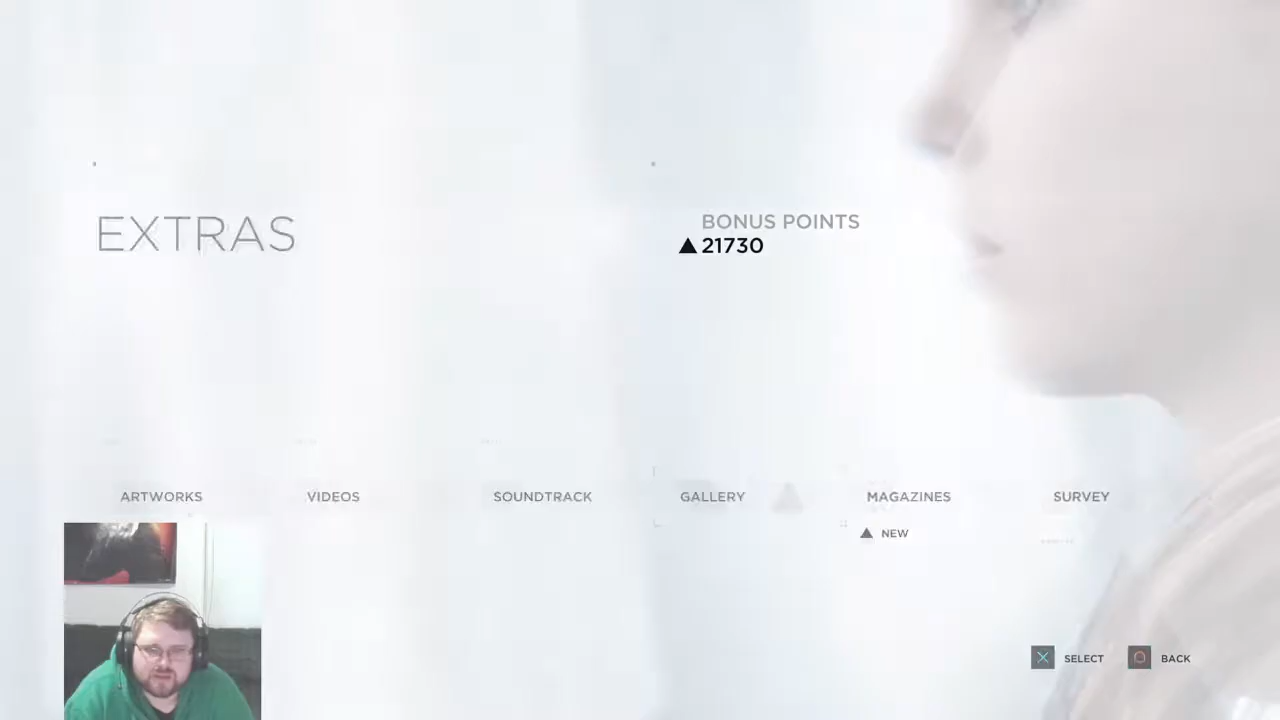 EXTRAS
BONUS POINTS
21730
ARTWORKS
VIDEOS
SOUNDTRACK
GALLERY
MAGAZINES
SURVEY
NEW
SELECT
BACK